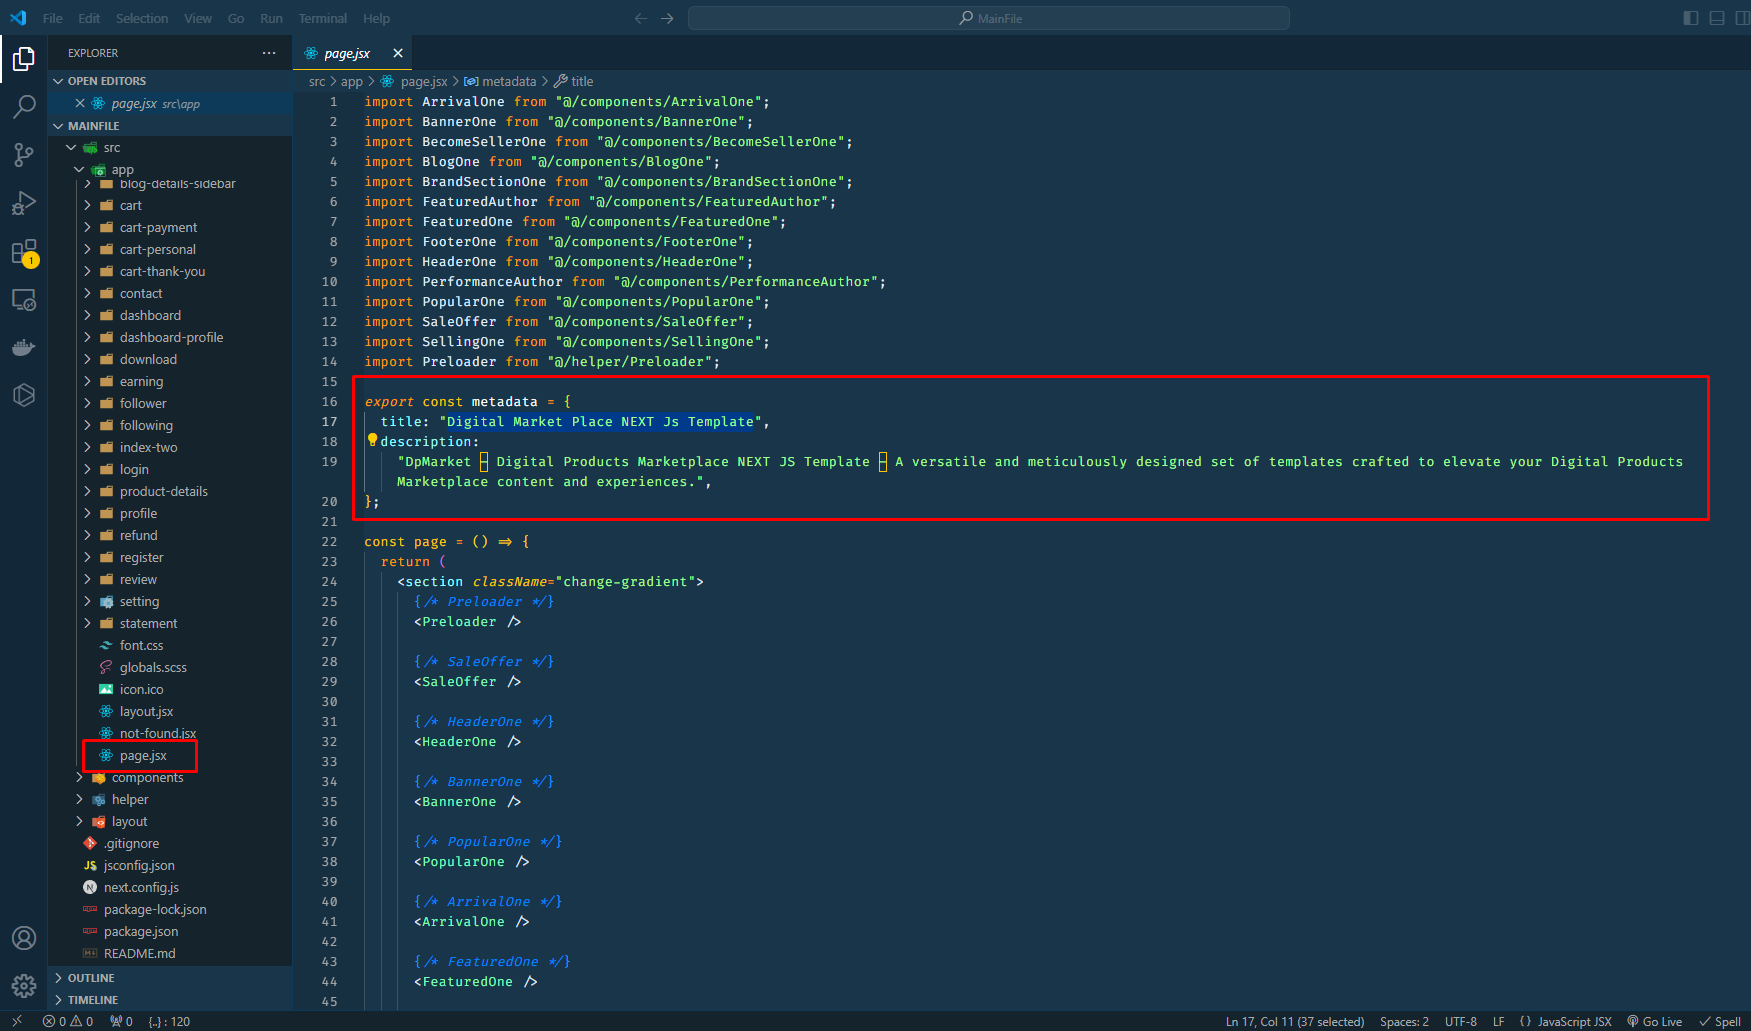 File Edit Selection View Go Run Terminal Help
MainFile
EXPLORER ···
OPEN EDITORS
page.jsx src\app
MAINFILE
src
app
blog-details-sidebar
cart
cart-payment
cart-personal
cart-thank-you
contact
dashboard
dashboard-profile
download
earning
follower
following
index-two
login
product-details
profile
refund
register
review
setting
statement
font.css
globals.scss
icon.ico
layout.jsx
not-found.jsx
page.jsx
components
helper
layout
.gitignore
JS jsconfig.json
N next.config.js
package-lock.json
package.json
README.md
OUTLINE
TIMELINE
1
page.jsx
src > app > page.jsx > metadata > title
1 import ArrivalOne from "@/components/ArrivalOne";
2 import BannerOne from "@/components/BannerOne";
3 import BecomeSellerOne from "@/components/BecomeSellerOne";
4 import BlogOne from "@/components/BlogOne";
5 import BrandSectionOne from "@/components/BrandSectionOne";
6 import FeaturedAuthor from "@/components/FeaturedAuthor";
7 import FeaturedOne from "@/components/FeaturedOne";
8 import FooterOne from "@/components/FooterOne";
9 import HeaderOne from "@/components/HeaderOne";
10 import PerformanceAuthor from "@/components/PerformanceAuthor";
11 import PopularOne from "@/components/PopularOne";
12 import SaleOffer from "@/components/SaleOffer";
13 import SellingOne from "@/components/SellingOne";
14 import Preloader from "@/helper/Preloader";
15
16 export const metadata = {
17 title: "Digital Market Place NEXT Js Template",
18 description:
19 "DpMarket – Digital Products Marketplace NEXT JS Template – A versatile and meticulously designed set of templates crafted to elevate your Digital Products
Marketplace content and experiences.",
20 };
21
22 const page = () => {
23 return (
24 <section className="change-gradient">
25 {/* Preloader */}
26 <Preloader />
27
28 {/* SaleOffer */}
29 <SaleOffer />
30
31 {/* HeaderOne */}
32 <HeaderOne />
33
34 {/* BannerOne */}
35 <BannerOne />
36
37 {/* PopularOne */}
38 <PopularOne />
39
40 {/* ArrivalOne */}
41 <ArrivalOne />
42
43 {/* FeaturedOne */}
44 <FeaturedOne />
45
0 0 0 {..} : 120
Ln 17, Col 11 (37 selected) Spaces: 2 UTF-8 LF {} JavaScript JSX Go Live Spell